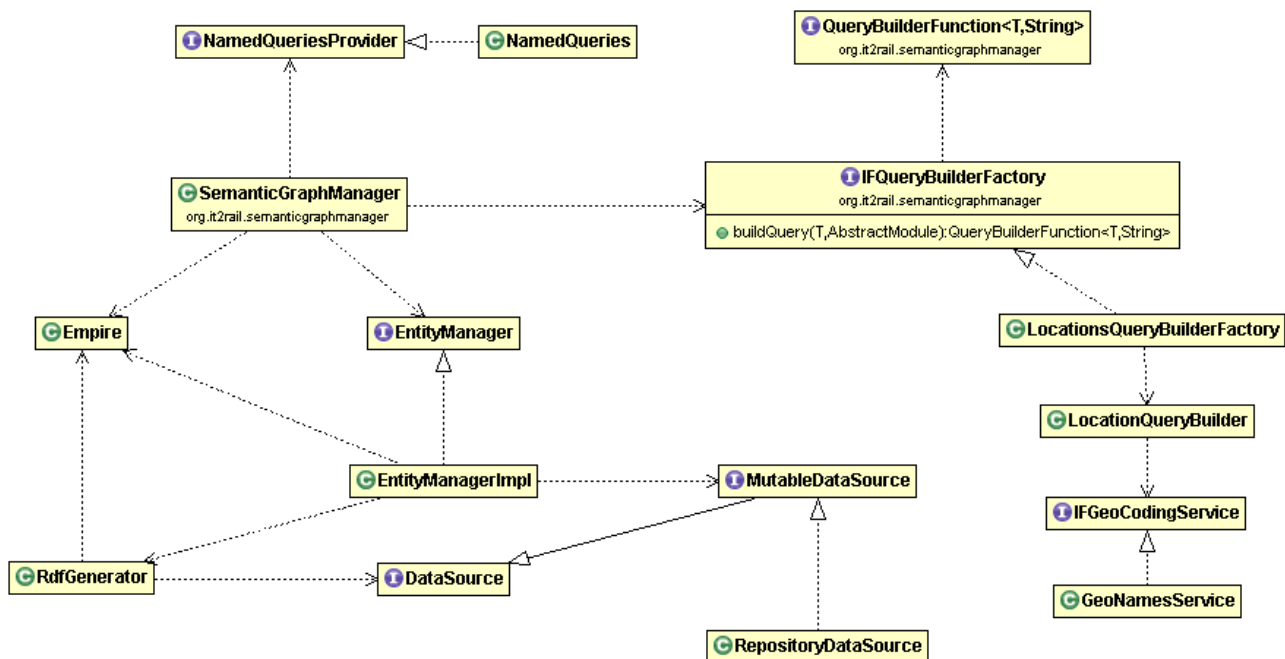 NamedQueriesProvider
NamedQueries
QueryBuilderFunction<T,String>
org.it2rail.semanticgraphmanager
SemanticGraphManager
org.it2rail.semanticgraphmanager
IFQueryBuilderFactory
org.it2rail.semanticgraphmanager
buildQuery(T,AbstractModule):QueryBuilderFunction<T,String>
Empire
EntityManager
LocationsQueryBuilderFactory
LocationQueryBuilder
EntityManagerImpl
MutableDataSource
IFGeoCodingService
RdfGenerator
DataSource
GeoNamesService
RepositoryDataSource